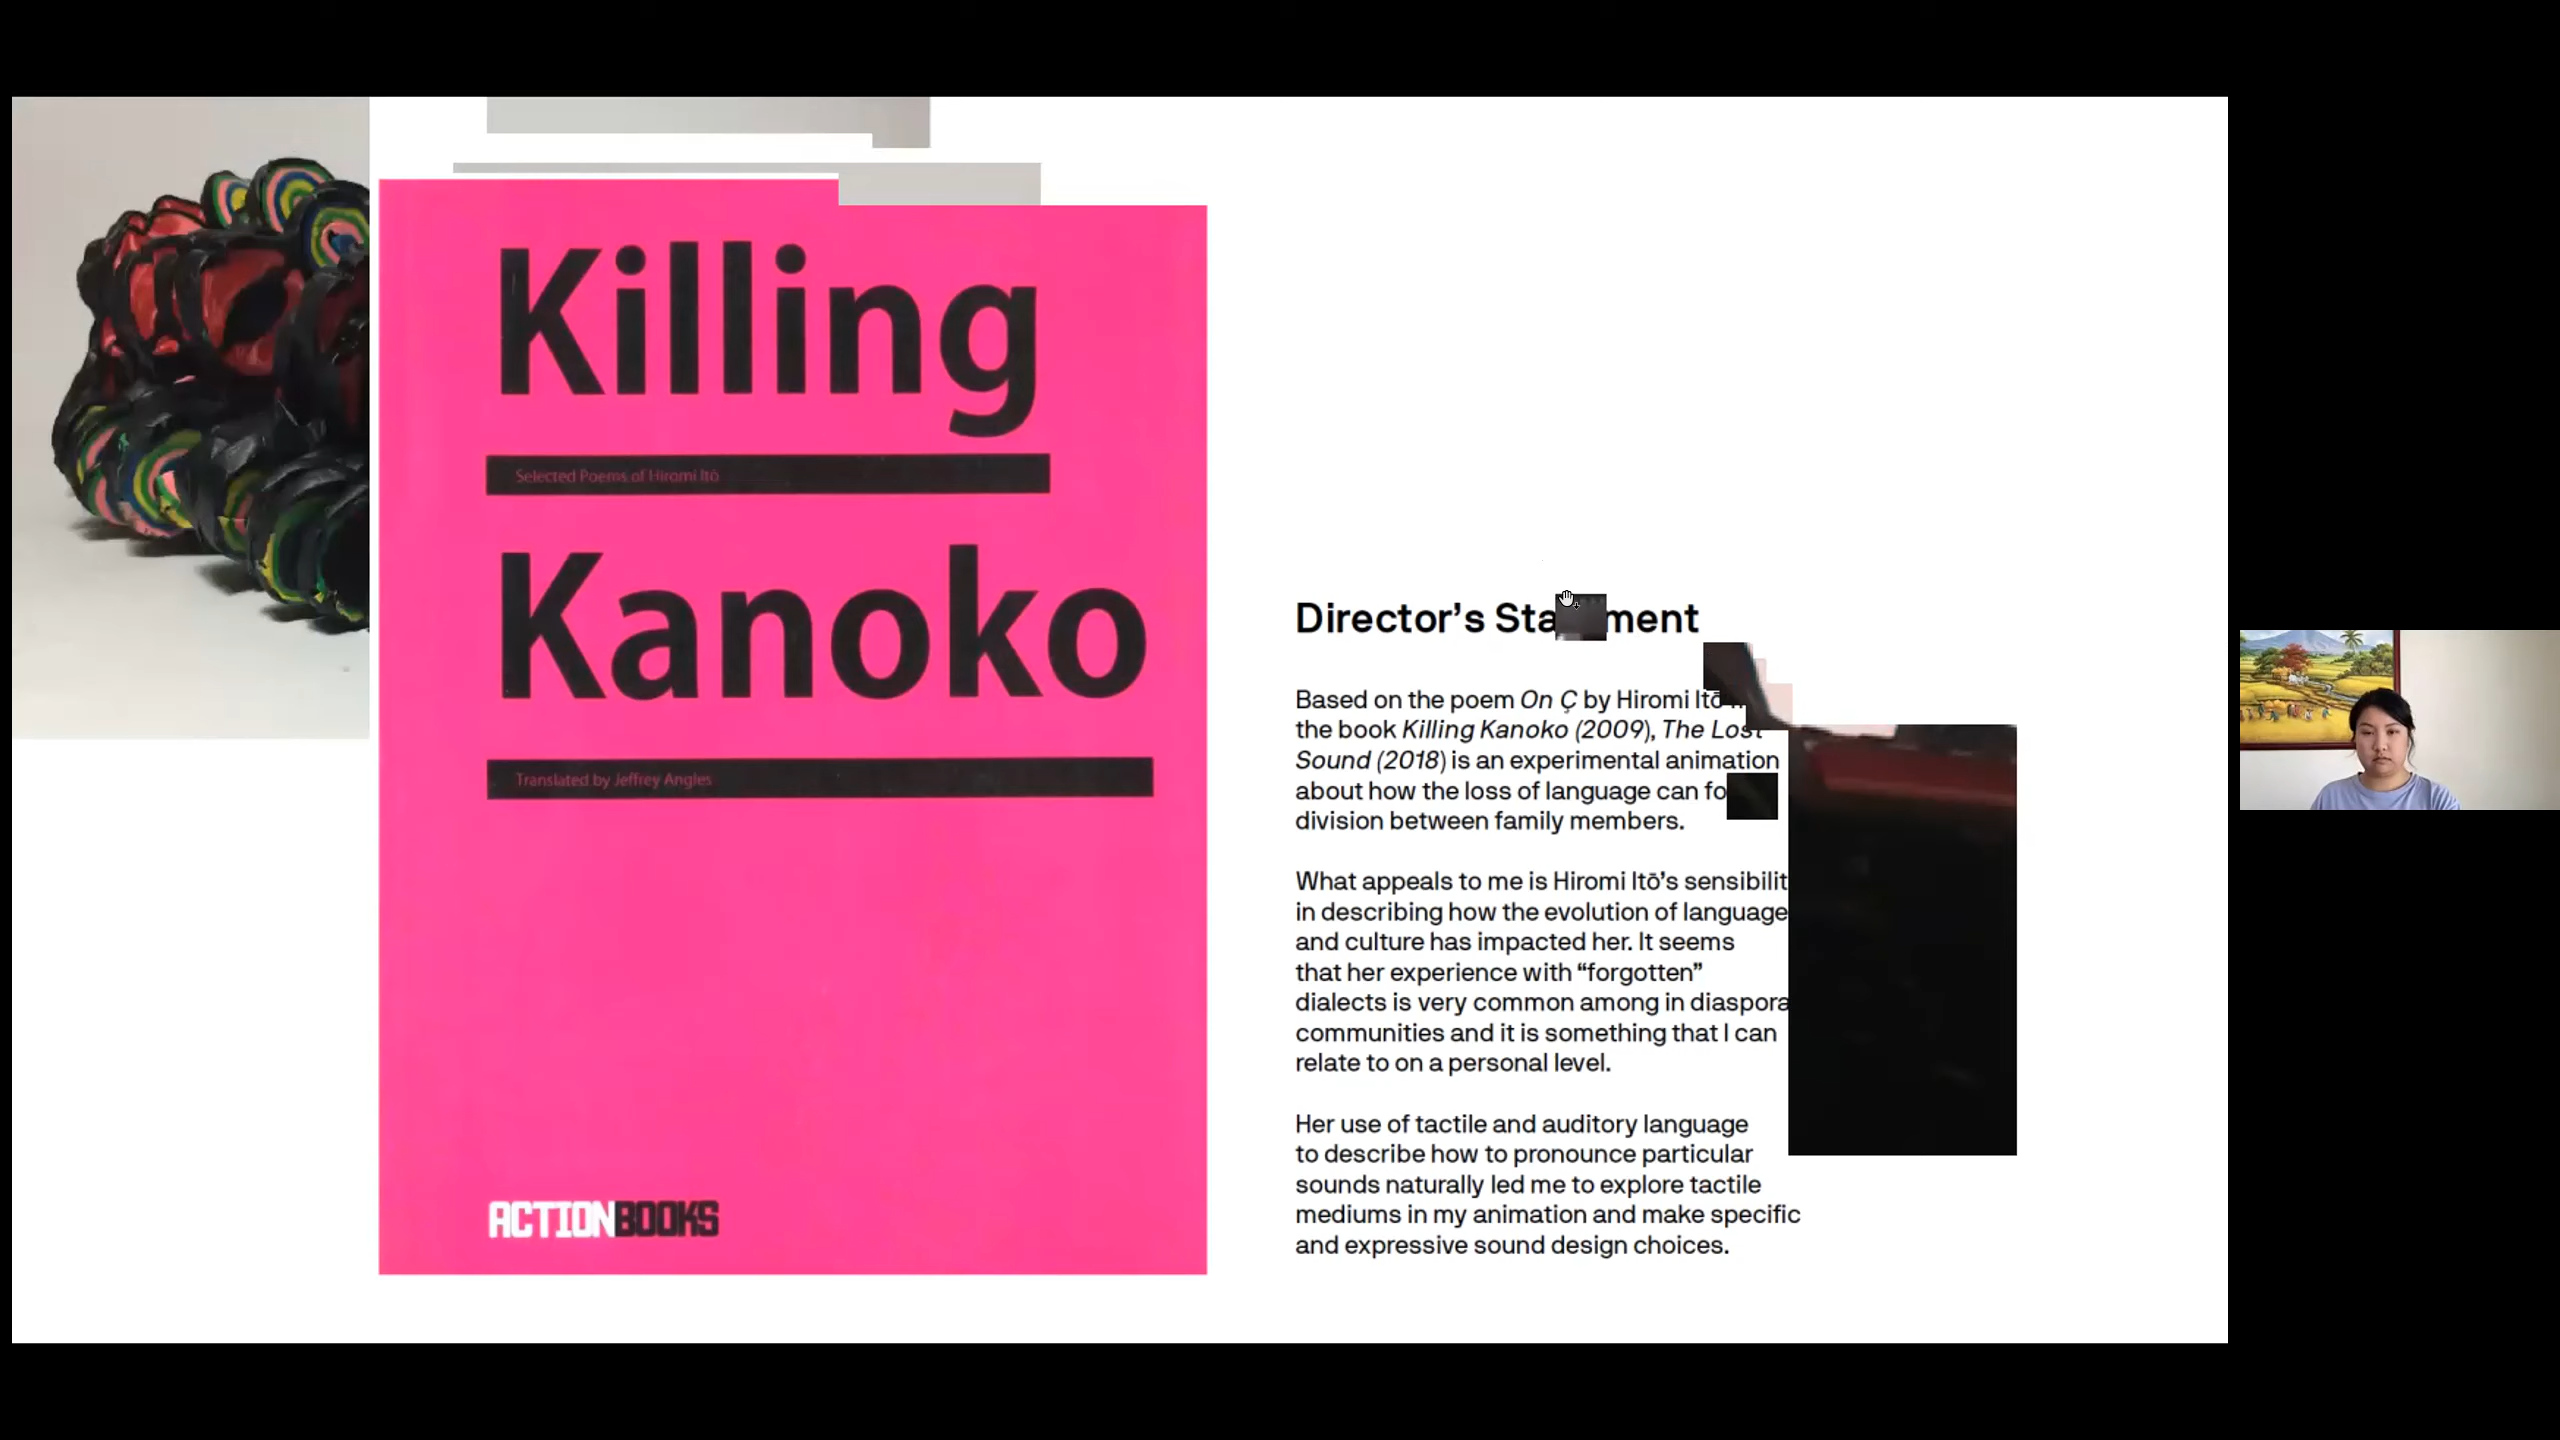 Killing
Selected Poems of Hiromi Itō
Kanoko
Translated by Jeffrey Angles
ACTIONBOOKS
Director's
Based on the poem On Ç by Hiromi Itō
the book Killing Kanoko (2009), The Lost
Sound (2018) is an experimental animation
about how the loss of language can
division between family members.
What appeals to me is Hiromi Itō's
in describing how the evolution of language
and culture has impacted her. It seems
that her experience with “forgotten”
dialects is very common among in diaspora
communities and it is something that I can
relate to on a personal level.
Her use of tactile and auditory language
to describe how to pronounce particular
sounds naturally led me to explore tactile
mediums in my animation and make specific
and expressive sound design choices.